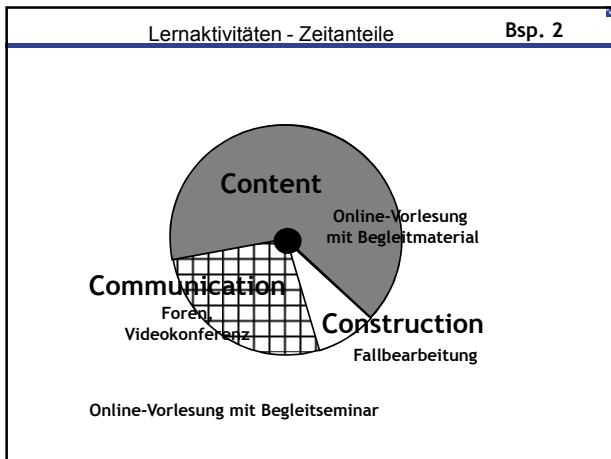 Lernaktivitäten - Zeitanteile
Bsp. 2
Content
Online-Vorlesung
mit Begleitmaterial
Communication
Foren,
Videokonferenz
Construction
Fallbearbeitung
Online-Vorlesung mit Begleitseminar